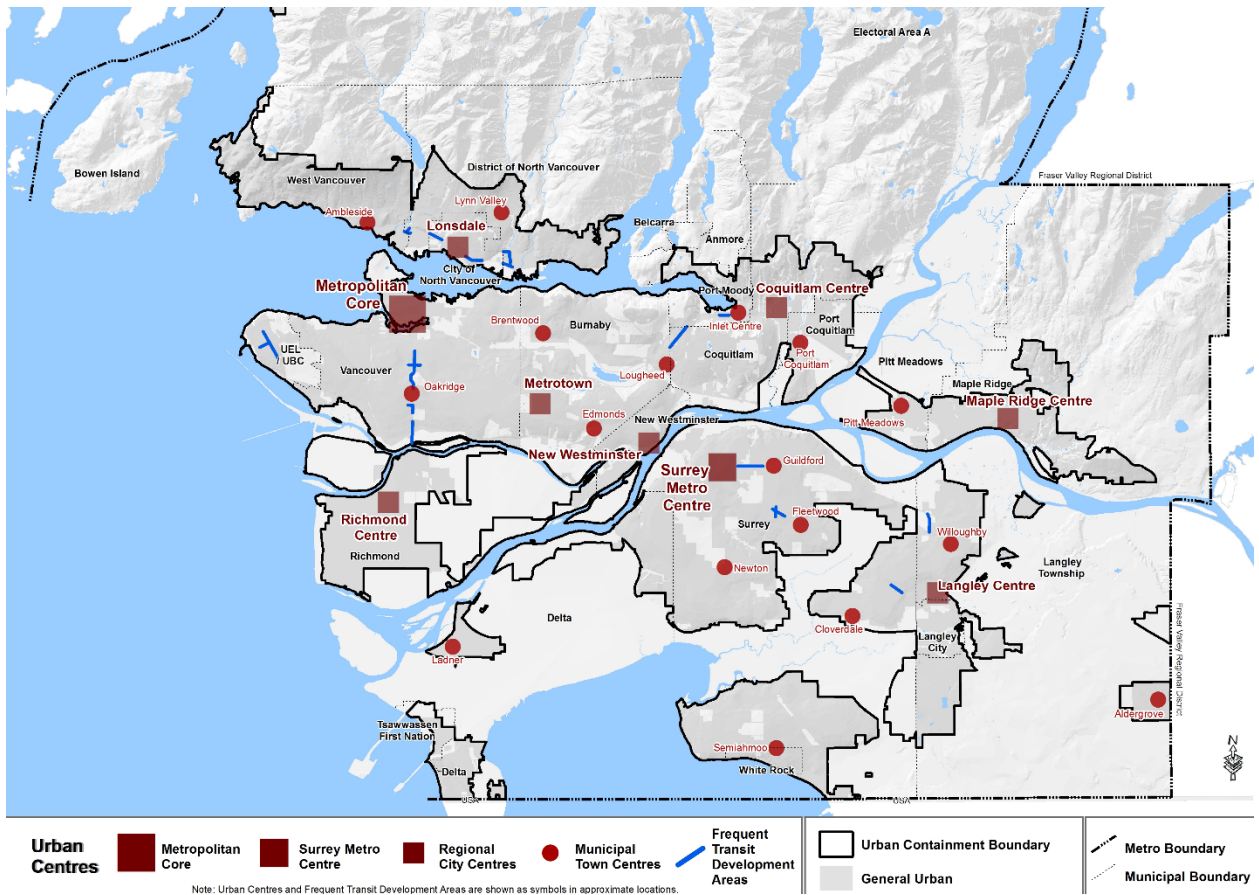 Electoral Area A
Bowen Island
Fraser Valley Regional District
District of North Vancouver
West Vancouver
Lynn Valley
Ambleside
Lonsdale
Belcarra
Anmore
City of
North Vancouver
Metropolitan
Core
Port Moody
Coquitlam Centre
Inlet Centre
Port
Coquitlam
Brentwood
Burnaby
Coquitlam
Port
Coquitlam
UEL
UBC
Vancouver
Lougheed
Pitt Meadows
Oakridge
Metrotown
Maple Ridge
Maple Ridge Centre
Edmonds
New Westminster
Pitt Meadows
New Westminster
Surrey
Metro
Centre
Guildford
Richmond
Centre
Richmond
Surrey
Fleetwood
Willoughby
Newton
Langley
Township
Langley Centre
Delta
Cloverdale
Langley
City
Ladner
Fraser Valley Regional District
Aldergrove
Tsawwassen
First Nation
Delta
Semiahmoo
White Rock
N
USA
USA
Urban
Centres
Metropolitan
Core
Surrey Metro
Centre
Regional
City Centres
Municipal
Town Centres
Frequent
Transit
Development
Areas
Urban Containment Boundary
General Urban
Metro Boundary
Municipal Boundary
Note: Urban Centres and Frequent Transit Development Areas are shown as symbols in approximate locations.